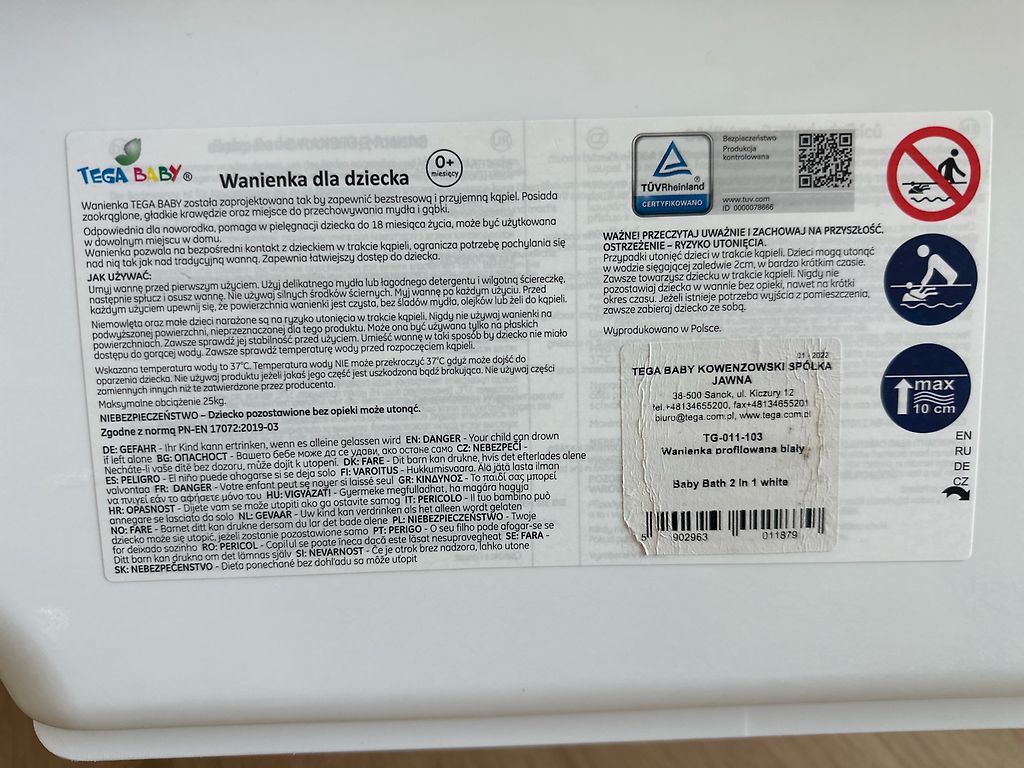 TEGA BABY ®
Wanienka dla dziecka
0+
miesięcy
Wanienka TEGA BABY została zaprojektowana tak by zapewnić bezstresową i przyjemną kąpiel. Posiada
zaokrąglone, gładkie krawędzie oraz miejsce do przechowywania mydła i gąbki.
Odpowiednia dla noworodka, pomaga w pielęgnacji dziecka do 18 miesiąca życia, może być użytkowana
w dowolnym miejscu w domu.
Wanienka pozwala na bezpośredni kontakt z dzieckiem w trakcie kąpieli, ogranicza potrzebę pochylania się
nad nią tak jak nad tradycyjną wanną. Zapewnia łatwiejszy dostęp do dziecka.
JAK UŻYWAĆ:
Umyj wannę przed pierwszym użyciem. Użyj delikatnego mydła lub łagodnego detergentu i wilgotną ściereczkę,
następnie spłucz i osusz wannę. Nie używaj silnych środków ściernych. Myj wannę po każdym użyciu. Przed
każdym użyciem upewnij się, że powierzchnia wanienki jest czysta, bez śladów mydła, olejków lub żeli do kąpieli.
Niemowlęta oraz małe dzieci narażone są na ryzyko utonięcia w trakcie kąpieli. Nigdy nie używaj wanienki na
podwyższonej powierzchni, nieprzeznaczonej dla tego produktu. Może ona być używana tylko na płaskich
powierzchniach. Zawsze sprawdź jej stabilność przed użyciem. Umieść wannę w taki sposób by dziecko nie miało
dostępu do gorącej wody. Zawsze sprawdź temperaturę wody przed rozpoczęciem kąpieli.
Wskazana temperatura wody to 37°C. Temperatura wody NIE może przekroczyć 37°C gdyż może dojść do
oparzenia dziecka. Nie używaj produktu jeżeli jakaś jego część jest uszkodzona bądź brakująca. Nie używaj części
zamiennych innych niż te zatwierdzone przez producenta.
Maksymalne obciążenie 25kg.
NIEBEZPIECZEŃSTWO – Dziecko pozostawione bez opieki może utonąć.
Zgodne z normą PN-EN 17072:2019-03
DE: GEFAHR - Ihr Kind kann ertrinken, wenn es alleine gelassen wird EN: DANGER - Your child can drown
if left alone BG: ОПАСНОСТ - Вашето бебе може да се удави, ако остане само CZ: NEBEZPEČÍ -
Necháte-li vaše dítě bez dozoru, může dojít k utopení. DK: FARE - Dit barn kan drukne, hvis det efterlades alene
ES: PELIGRO - El niño puede ahogarse si se deja solo FI: VAROITUS - Hukkumisvaara. Älä jätä lasta ilman
valvontaa FR: DANGER - Votre enfant peut se noyer si laissé seul GR: ΚΙΝΔΥΝΟΣ - Το παιδί σας μπορεί
να πνιγεί εάν το αφήσετε μόνο του HU: VIGYÁZAT! - Gyermeke megfulladhat, ha magára hagyja
HR: OPASNOST - Dijete vam se može utopiti ako ga ostavite samog IT: PERICOLO - Il tuo bambino può
annegare se lasciato da solo NL: GEVAAR - Uw kind kan verdrinken als het alleen wordt gelaten
NO: FARE - Barnet ditt kan drukne dersom du lar det bade alene PL: NIEBEZPIECZEŃSTWO - Twoje
dziecko może się utopić, jeżeli zostanie pozostawione samo PT: PERIGO - O seu filho pode afogar-se se
for deixado sozinho RO: PERICOL - Copilul se poate îneca dacă este lăsat nesupravegheat SE: FARA -
Ditt barn kan drukna om det lämnas själv SI: NEVARNOST - Če je otrok brez nadzora, lahko utone
SK: NEBEZPEČENSTVO - Dieťa ponechané bez dohľadu sa môže utopiť
TÜVRheinland
CERTYFIKOWANO
Bezpieczeństwo
Produkcja
kontrolowana
www.tuv.com
ID 0000078666
WAŻNE! PRZECZYTAJ UWAŻNIE I ZACHOWAJ NA PRZYSZŁOŚĆ.
OSTRZEŻENIE – RYZYKO UTONIĘCIA.
Przypadki utonięć dzieci w trakcie kąpieli. Dzieci mogą utonąć
w wodzie sięgającej zaledwie 2cm, w bardzo krótkim czasie.
Zawsze towarzysz dziecku w trakcie kąpieli. Nigdy nie
pozostawiaj dziecka w wannie bez opieki, nawet na krótki
okres czasu. Jeżeli istnieje potrzeba wyjścia z pomieszczenia,
zawsze zabieraj dziecko ze sobą.
Wyprodukowano w Polsce.
01 - 2022
TEGA BABY KOWENZOWSKI SPÓŁKA
JAWNA
38-500 Sanok, ul. Kiczury 12
tel.+48134655200, fax+48134655201
biuro@tega.com.pl, www.tega.com.pl
TG-011-103
Wanienka profilowana biały
Baby Bath 2 in 1 white
5 902963 011879
max
10 cm
EN
RU
DE
CZ